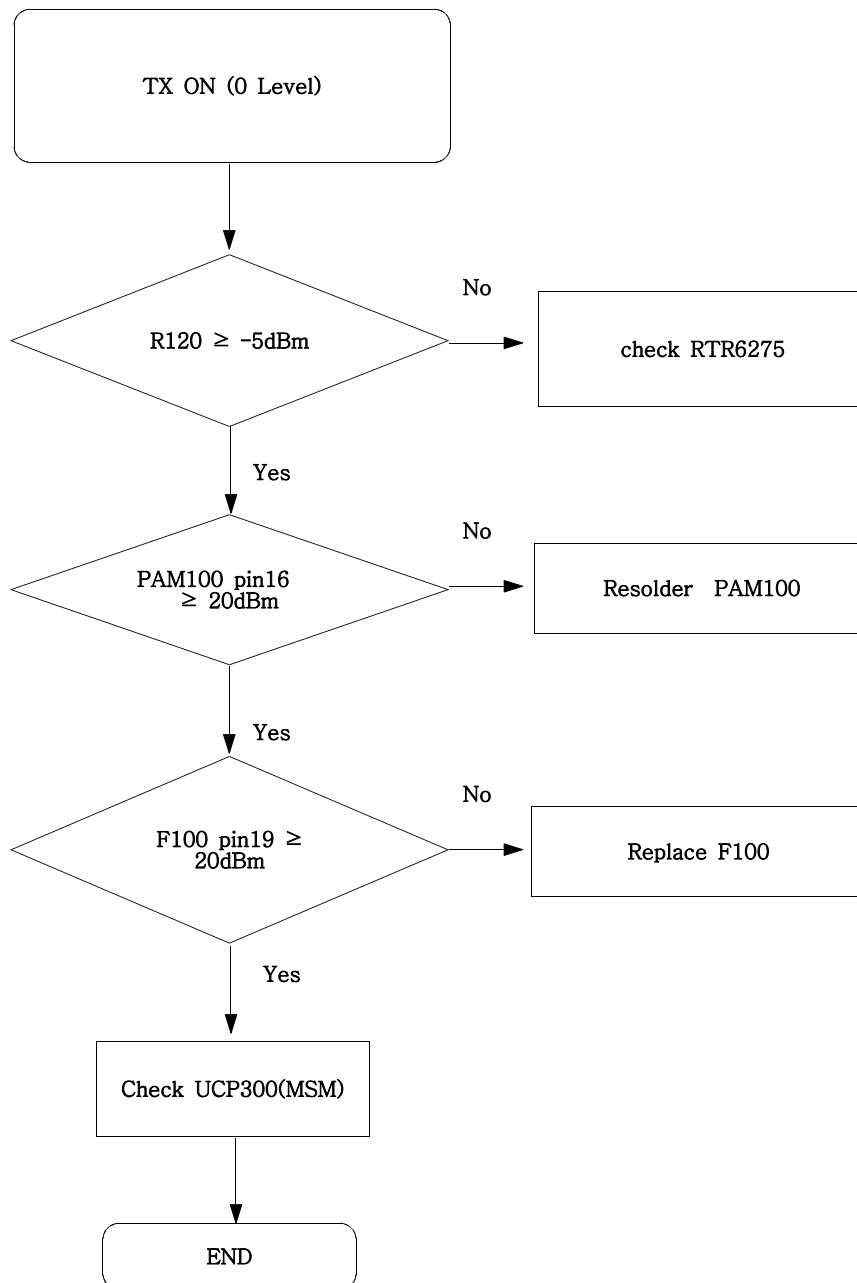 TX ON (0 Level)
No
R120 ≥ -5dBm
check RTR6275
Yes
No
PAM100 pin16
≥ 20dBm
Resolder PAM100
Yes
No
F100 pin19 ≥
20dBm
Replace F100
Yes
Check UCP300(MSM)
END